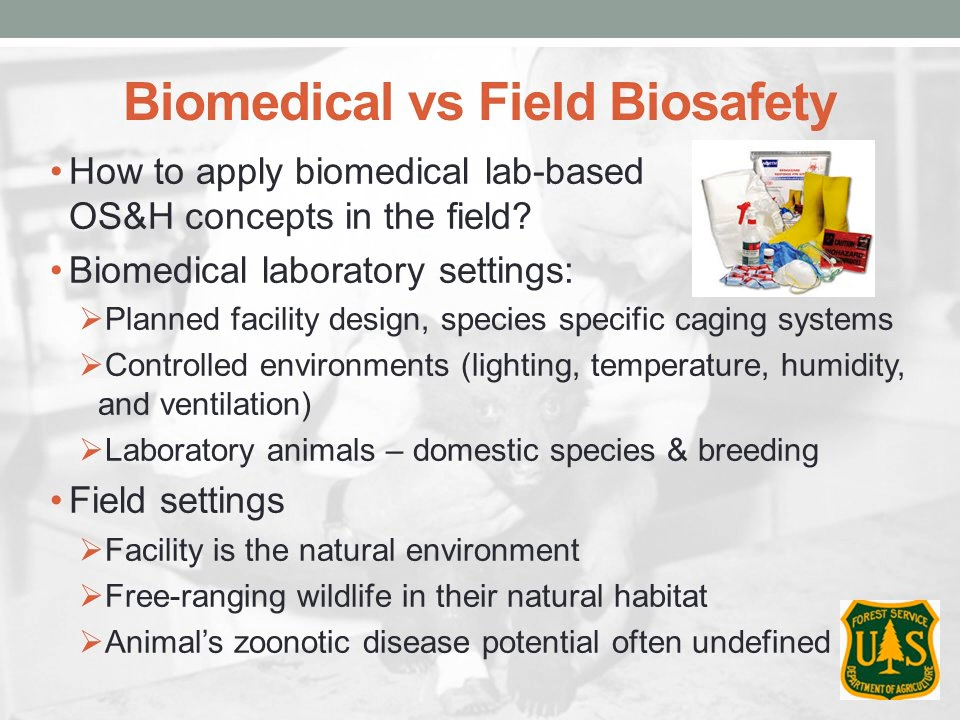 Biomedical vs Field Biosafety
• How to apply biomedical lab-based
OS&H concepts in the field?
• Biomedical laboratory settings:
➢ Planned facility design, species specific caging systems
➢ Controlled environments (lighting, temperature, humidity,
and ventilation)
➢ Laboratory animals – domestic species & breeding
• Field settings
➢ Facility is the natural environment
➢ Free-ranging wildlife in their natural habitat
➢ Animal's zoonotic disease potential often undefined
CAUTION
BIOHAZARD
FOREST SERVICE
U S
DEPARTMENT OF AGRICULTURE